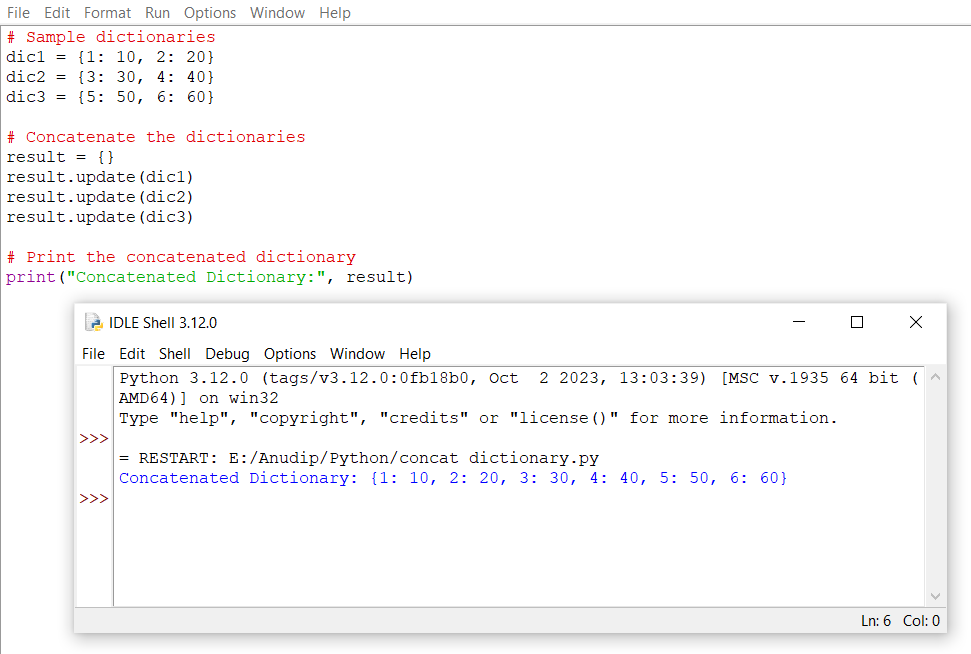 File Edit Format Run Options Window Help
# Sample dictionaries
dic1 = {1: 10, 2: 20}
dic2 = {3: 30, 4: 40}
dic3 = {5: 50, 6: 60}
# Concatenate the dictionaries
result = {}
result.update(dic1)
result.update(dic2)
result.update(dic3)
# Print the concatenated dictionary
print("Concatenated Dictionary:", result)
IDLE Shell 3.12.0
File Edit Shell Debug Options Window Help
Python 3.12.0 (tags/v3.12.0:0fb18b0, Oct  2 2023, 13:03:39) [MSC v.1935 64 bit (
AMD64)] on win32
Type "help", "copyright", "credits" or "license()" for more information.
>>>
= RESTART: E:/Anudip/Python/concat dictionary.py
Concatenated Dictionary: {1: 10, 2: 20, 3: 30, 4: 40, 5: 50, 6: 60}
>>>
Ln: 6 Col: 0